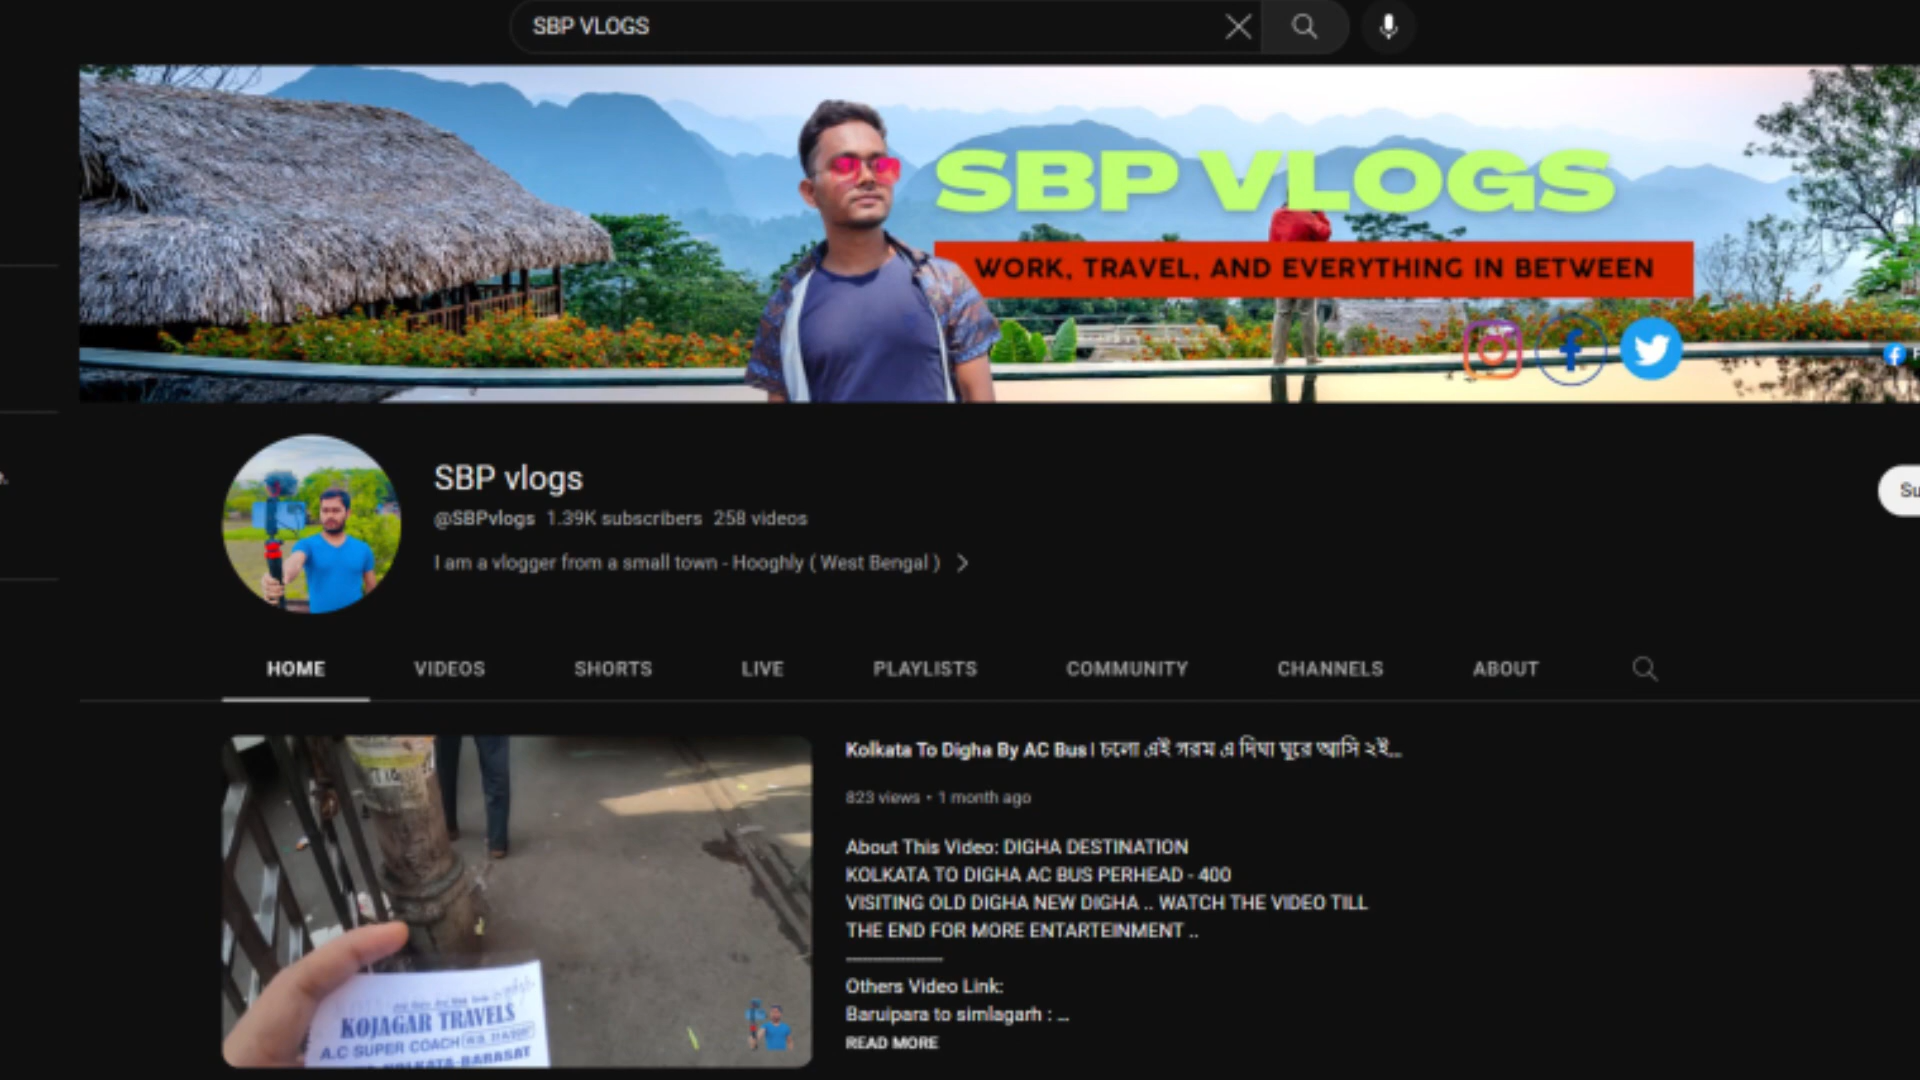 SBP VLOGS
SBP VLOGS
WORK, TRAVEL, AND EVERYTHING IN BETWEEN
SBP vlogs
@SBPvlogs 1.39K subscribers 258 videos
I am a vlogger from a small town - Hooghly ( West Bengal )
Su
HOME VIDEOS SHORTS LIVE PLAYLISTS COMMUNITY CHANNELS ABOUT
Kolkata To Digha By AC Bus| চলো এই গরম এ দিঘা ঘুরে আসি ২ই...
823 views • 1 month ago
About This Video: DIGHA DESTINATION
KOLKATA TO DIGHA AC BUS PERHEAD - 400
VISITING OLD DIGHA NEW DIGHA .. WATCH THE VIDEO TILL
THE END FOR MORE ENTARTEINMENT ..
--------------------
Others Video Link:
Baruipara to simlagarh : ...
READ MORE
KOJAGAR TRAVELS
A.C SUPER COACH
KOLKATA-BARASAT